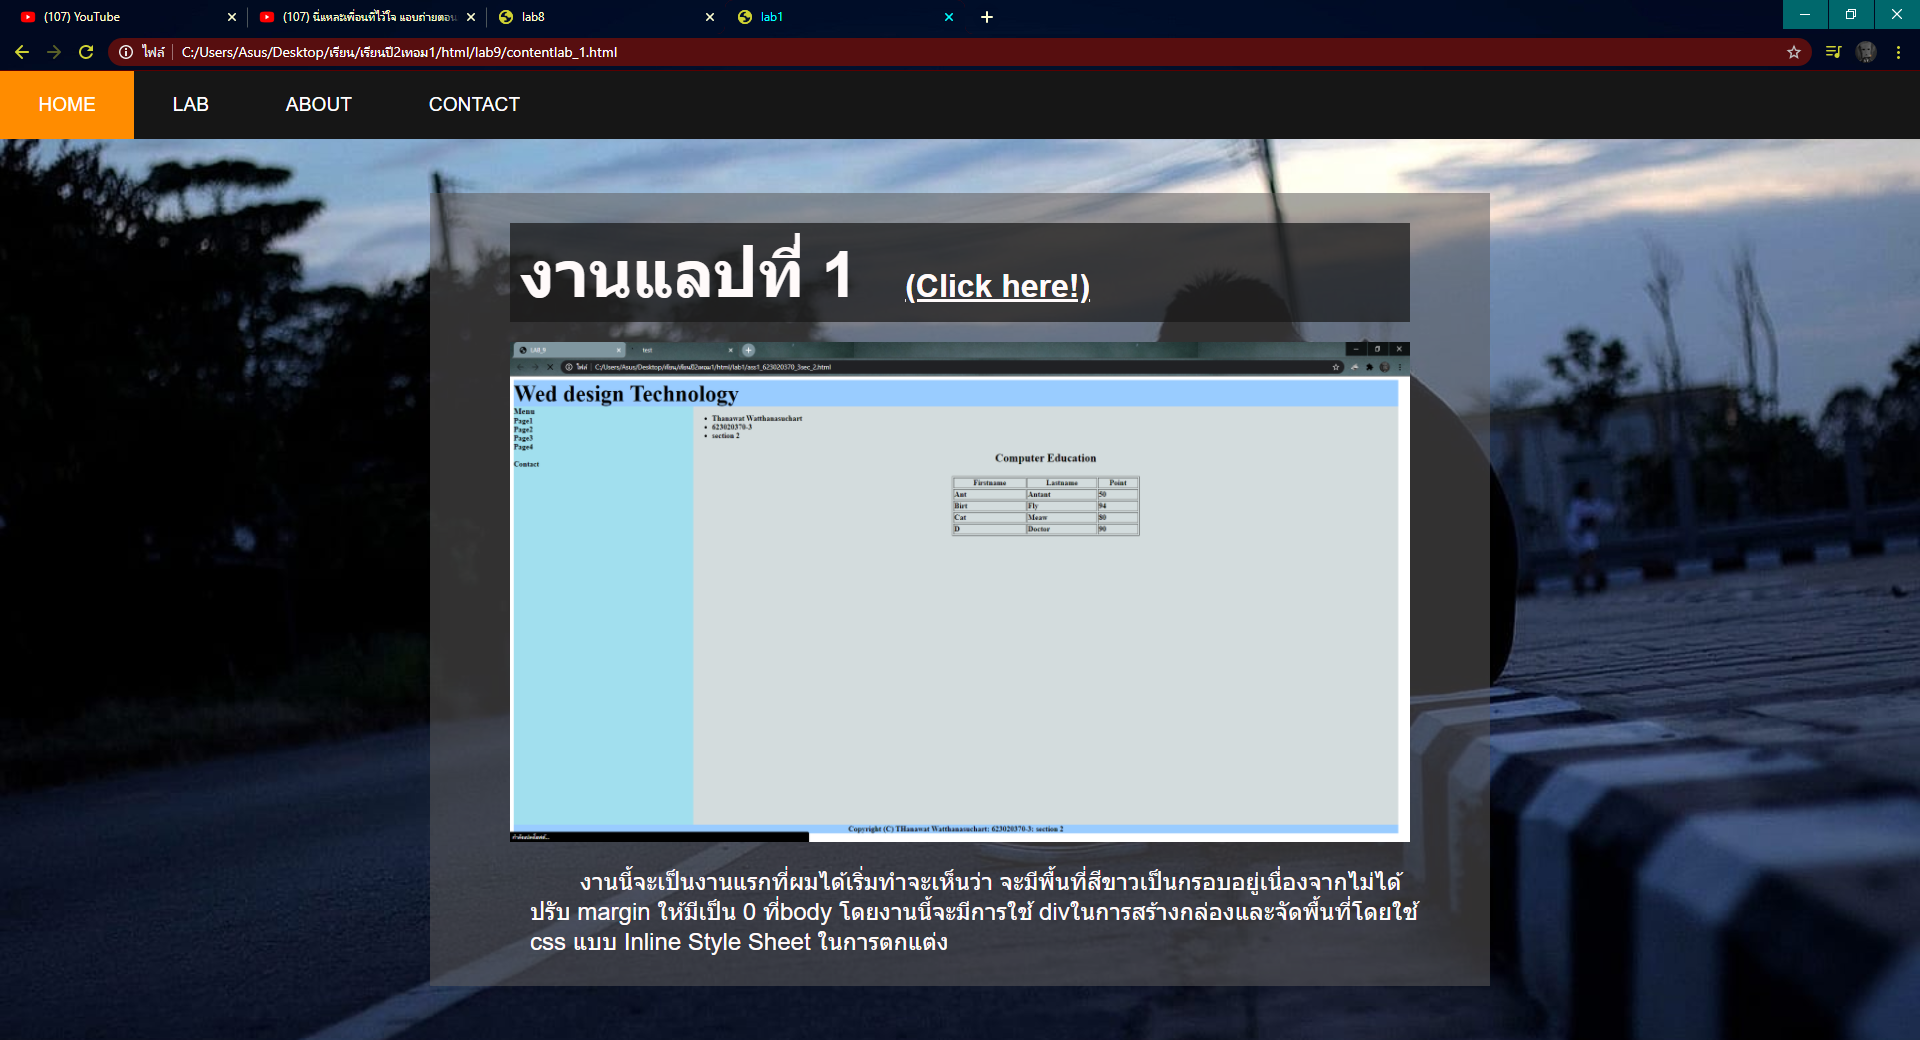 (107) YouTube
(107) นี่แหละเพื่อนที่ไว้ใจ แอบถ่ายตอน
lab8
lab1
ไฟล์ | C:/Users/Asus/Desktop/เรียน/เรียนปี2เทอม1/html/lab9/contentlab_1.html
HOME LAB ABOUT CONTACT
งานแลปที่ 1 (Click here!)
LAB_9
test
ไฟล์ | C:/Users/Asus/Desktop/เรียน/เรียนปี2เทอม1/html/lab1/ass1_623020370_3sec_2.html
Wed design Technology
Menu
Page1
Page2
Page3
Page4
Contact
Thanawat Watthanasuchart
623020370-3
section 2
Computer Education
Firstname Lastname Point
Ant Antant 50
Birt Fly 94
Cat Meaw 80
D Doctor 90
Copyright (C) THanawat Watthanasuchart: 623020370-3: section 2
งานนี้จะเป็นงานแรกที่ผมได้เริ่มทำจะเห็นว่า จะมีพื้นที่สีขาวเป็นกรอบอยู่เนื่องจากไม่ได้
ปรับ margin ให้มีเป็น 0 ที่body โดยงานนี้จะมีการใช้ divในการสร้างกล่องและจัดพื้นที่โดยใช้
css แบบ Inline Style Sheet ในการตกแต่ง